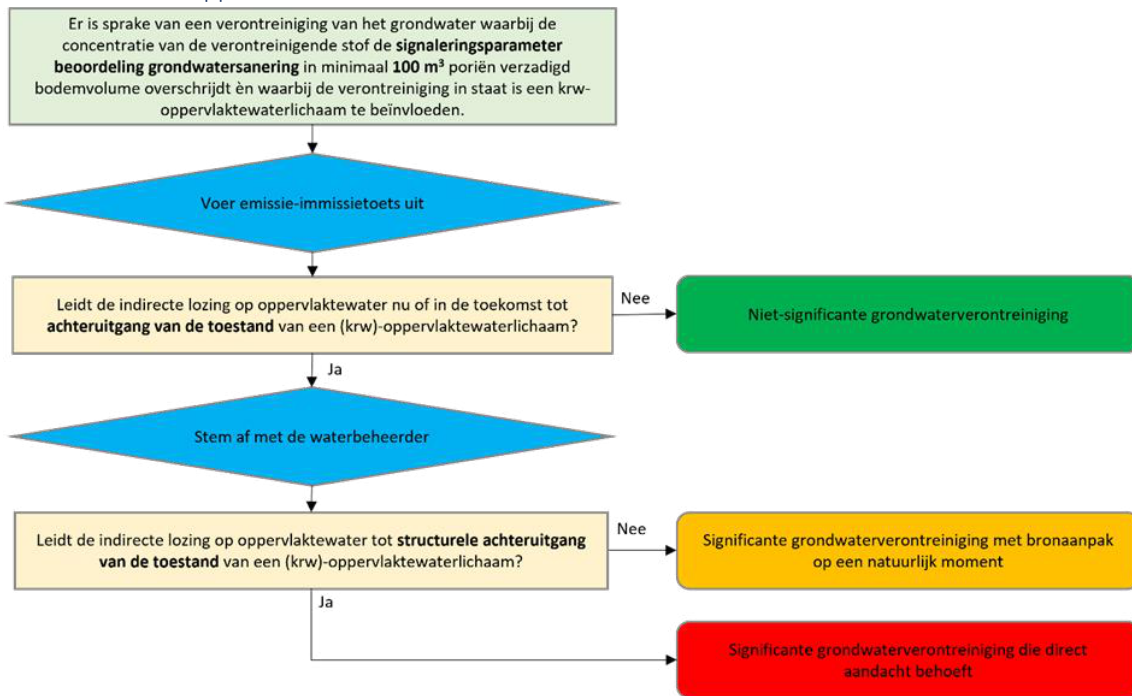 Er is sprake van een verontreiniging van het grondwater waarbij de
concentratie van de verontreinigende stof de signaleringsparameter
beoordeling grondwatersanering in minimaal 100 m³ poriën verzadigd
bodemvolume overschrijdt èn waarbij de verontreiniging in staat is een krw-
oppervlaktewaterlichaam te beïnvloeden.
Voer emissie-immissietoets uit
Leidt de indirecte lozing op oppervlaktewater nu of in de toekomst tot
achteruitgang van de toestand van een (krw)-oppervlaktewaterlichaam?
Nee
Niet-significante grondwaterverontreiniging
Ja
Stem af met de waterbeheerder
Leidt de indirecte lozing op oppervlaktewater tot structurele achteruitgang
van de toestand van een (krw)-oppervlaktewaterlichaam?
Nee
Significante grondwaterverontreiniging met bronaanpak
op een natuurlijk moment
Ja
Significante grondwaterverontreiniging die direct
aandacht behoeft